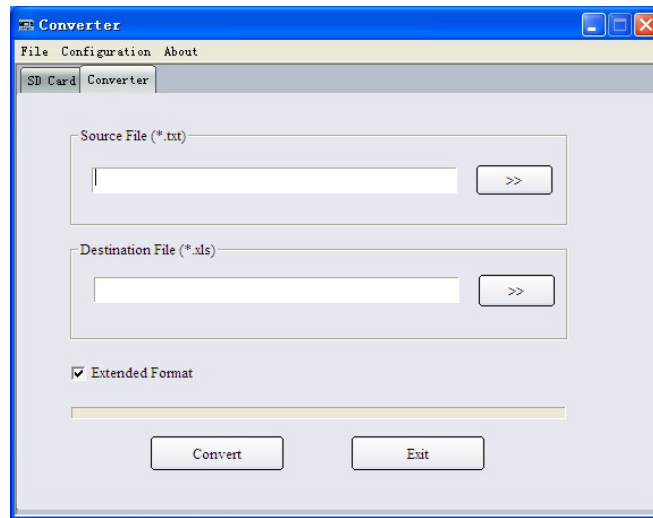 Converter
File Configuration About
SD Card Converter
Source File (*.txt)
>>
Destination File (*.xls)
>>
Extended Format
Convert Exit